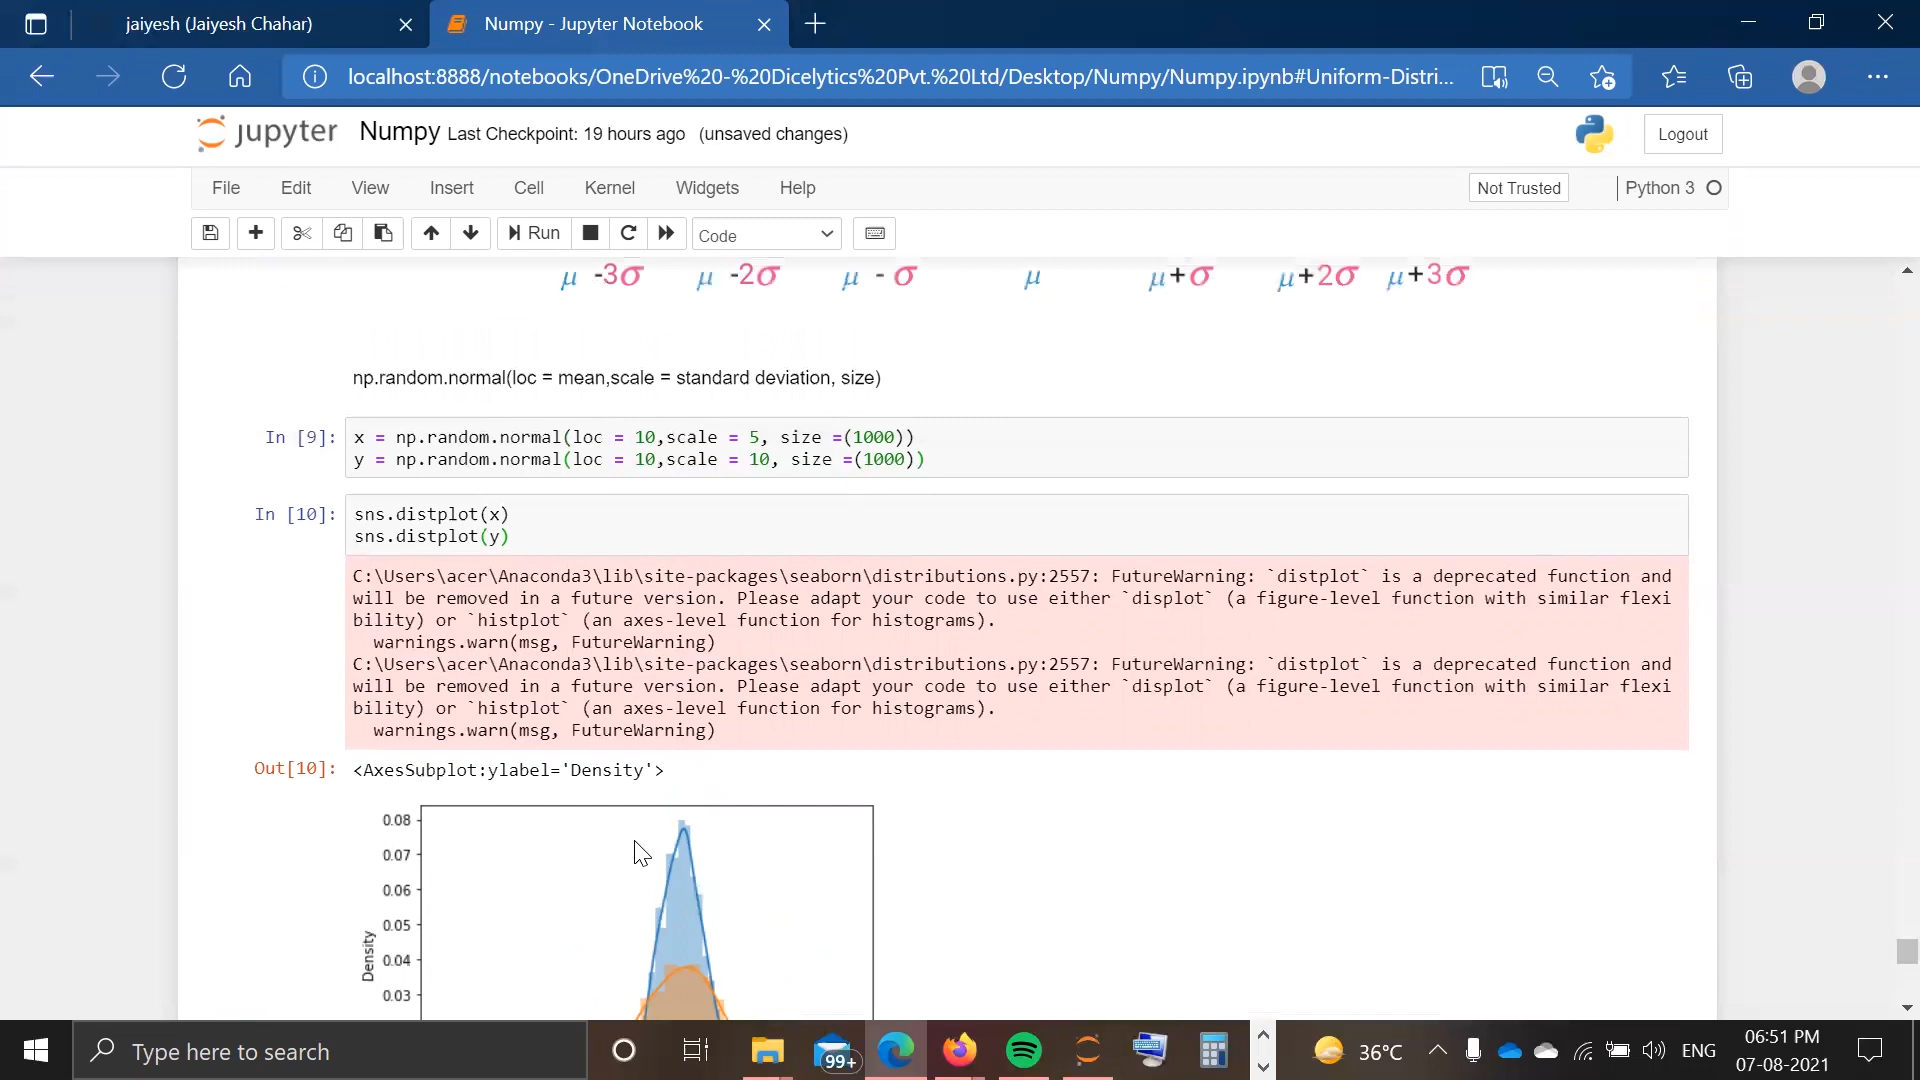 jaiyesh (Jaiyesh Chahar)
Numpy - Jupyter Notebook
localhost:8888/notebooks/OneDrive%20-%20Dicelytics%20Pvt.%20Ltd/Desktop/Numpy/Numpy.ipynb#Uniform-Distri...
jupyter Numpy Last Checkpoint: 19 hours ago (unsaved changes)
Logout
File Edit View Insert Cell Kernel Widgets Help
Not Trusted
Python 3
Run
Code
μ -3σ μ -2σ μ - σ μ μ+σ μ+2σ μ+3σ
np.random.normal(loc = mean,scale = standard deviation, size)
In [9]: x = np.random.normal(loc = 10,scale = 5, size =(1000))
y = np.random.normal(loc = 10,scale = 10, size =(1000))
In [10]: sns.distplot(x)
sns.distplot(y)
C:\Users\acer\Anaconda3\lib\site-packages\seaborn\distributions.py:2557: FutureWarning: `distplot` is a deprecated function and
will be removed in a future version. Please adapt your code to use either `displot` (a figure-level function with similar flexi
bility) or `histplot` (an axes-level function for histograms).
warnings.warn(msg, FutureWarning)
C:\Users\acer\Anaconda3\lib\site-packages\seaborn\distributions.py:2557: FutureWarning: `distplot` is a deprecated function and
will be removed in a future version. Please adapt your code to use either `displot` (a figure-level function with similar flexi
bility) or `histplot` (an axes-level function for histograms).
warnings.warn(msg, FutureWarning)
Out[10]: <AxesSubplot:ylabel='Density'>
0.08
0.07
0.06
0.05
0.04
0.03
Density
Type here to search
99+
36°C
ENG
06:51 PM
07-08-2021